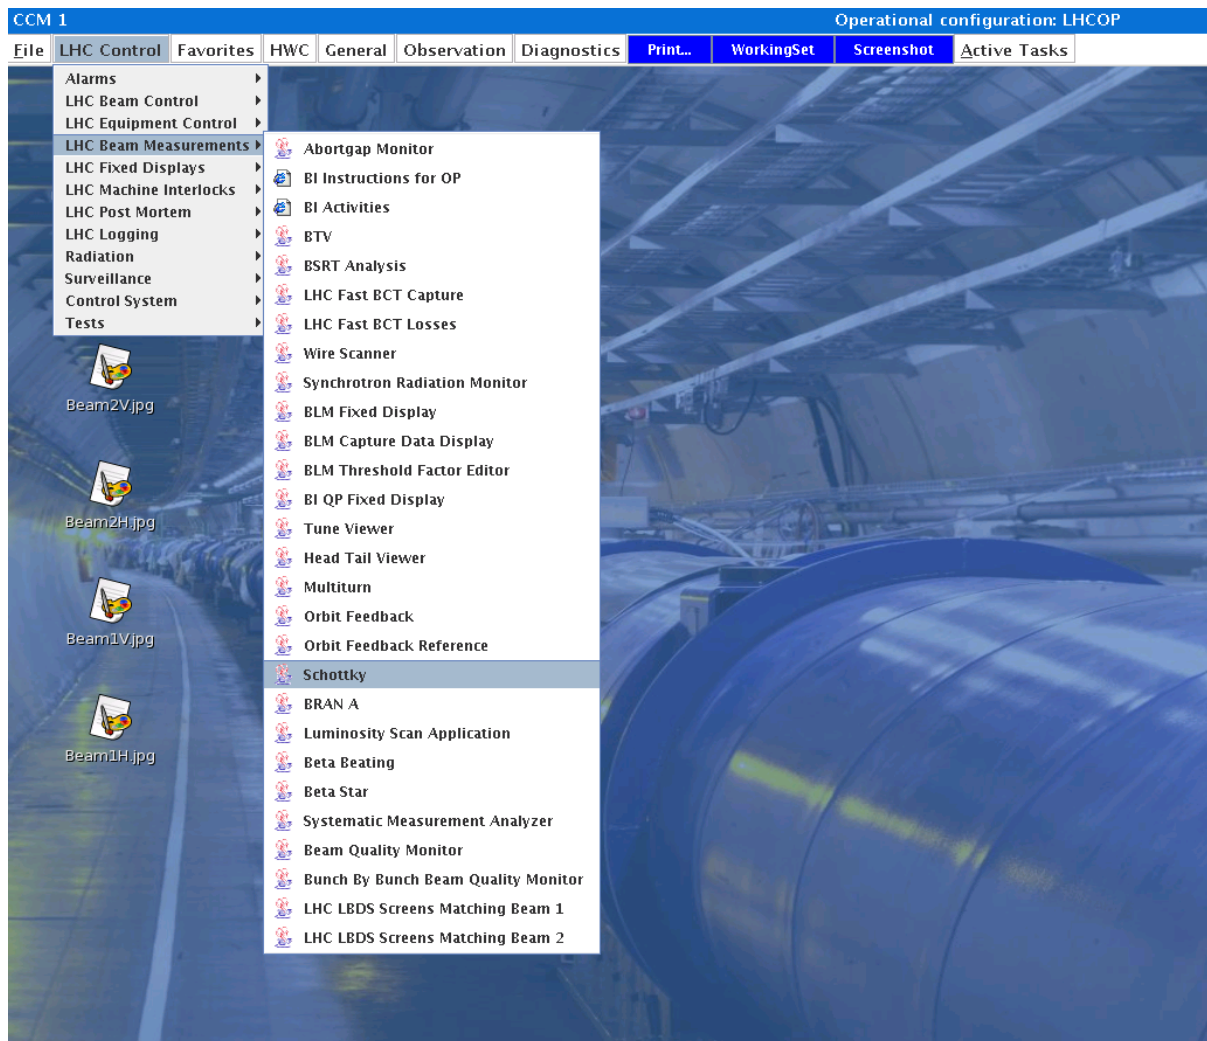 CCM 1 Operational configuration: LHCOP
File LHC Control Favorites HWC General Observation Diagnostics Print... WorkingSet Screenshot Active Tasks
Alarms
LHC Beam Control
LHC Equipment Control
LHC Beam Measurements
LHC Fixed Displays
LHC Machine Interlocks
LHC Post Mortem
LHC Logging
Radiation
Surveillance
Control System
Tests
Abortgap Monitor
BI Instructions for OP
BI Activities
BTV
BSRT Analysis
LHC Fast BCT Capture
LHC Fast BCT Losses
Wire Scanner
Synchrotron Radiation Monitor
BLM Fixed Display
BLM Capture Data Display
BLM Threshold Factor Editor
BI QP Fixed Display
Tune Viewer
Head Tail Viewer
Multiturn
Orbit Feedback
Orbit Feedback Reference
Schottky
BRAN A
Luminosity Scan Application
Beta Beating
Beta Star
Systematic Measurement Analyzer
Beam Quality Monitor
Bunch By Bunch Beam Quality Monitor
LHC LBDS Screens Matching Beam 1
LHC LBDS Screens Matching Beam 2
Beam2V.jpg
Beam2H.jpg
Beam1V.jpg
Beam1H.jpg